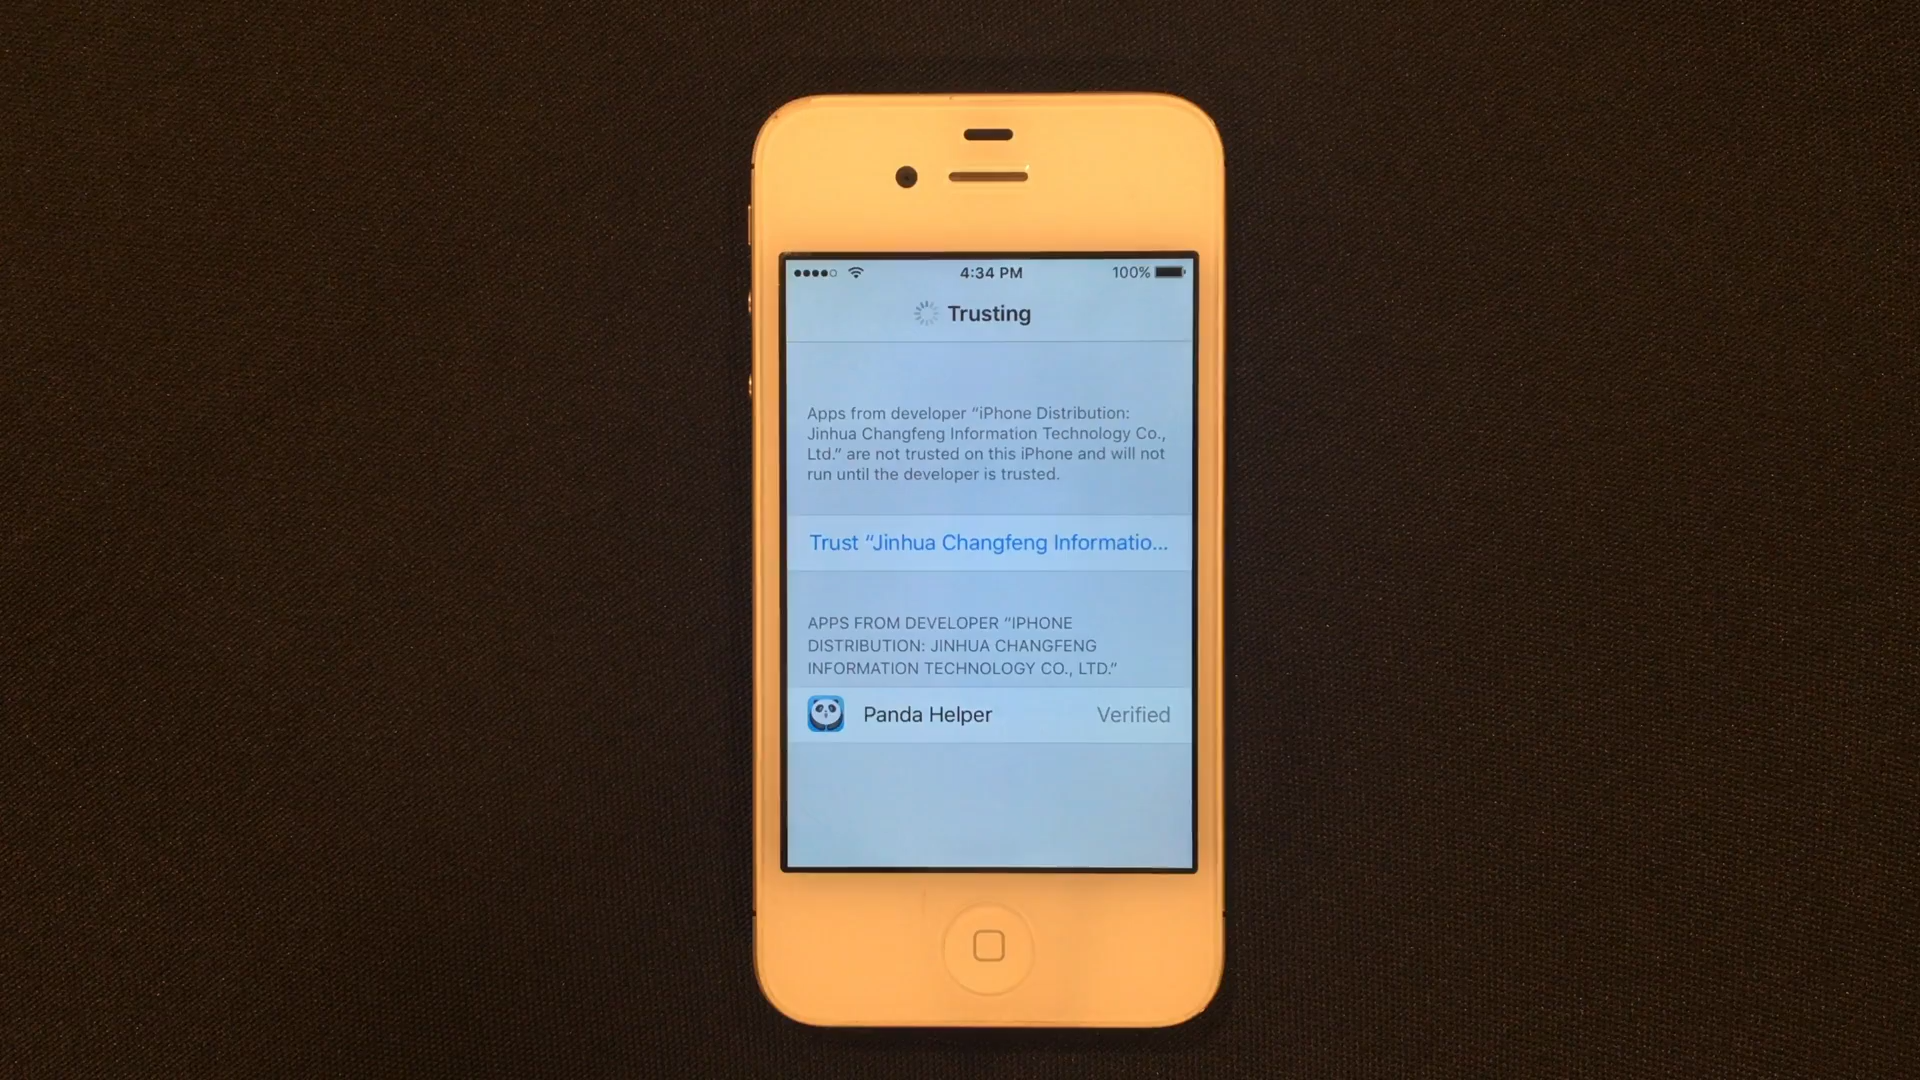 4:34 PM
100%
Trusting
Apps from developer “iPhone Distribution:
Jinhua Changfeng Information Technology Co.,
Ltd.” are not trusted on this iPhone and will not
run until the developer is trusted.
Trust “Jinhua Changfeng Informatio...
APPS FROM DEVELOPER “IPHONE
DISTRIBUTION: JINHUA CHANGFENG
INFORMATION TECHNOLOGY CO., LTD.”
Panda Helper
Verified